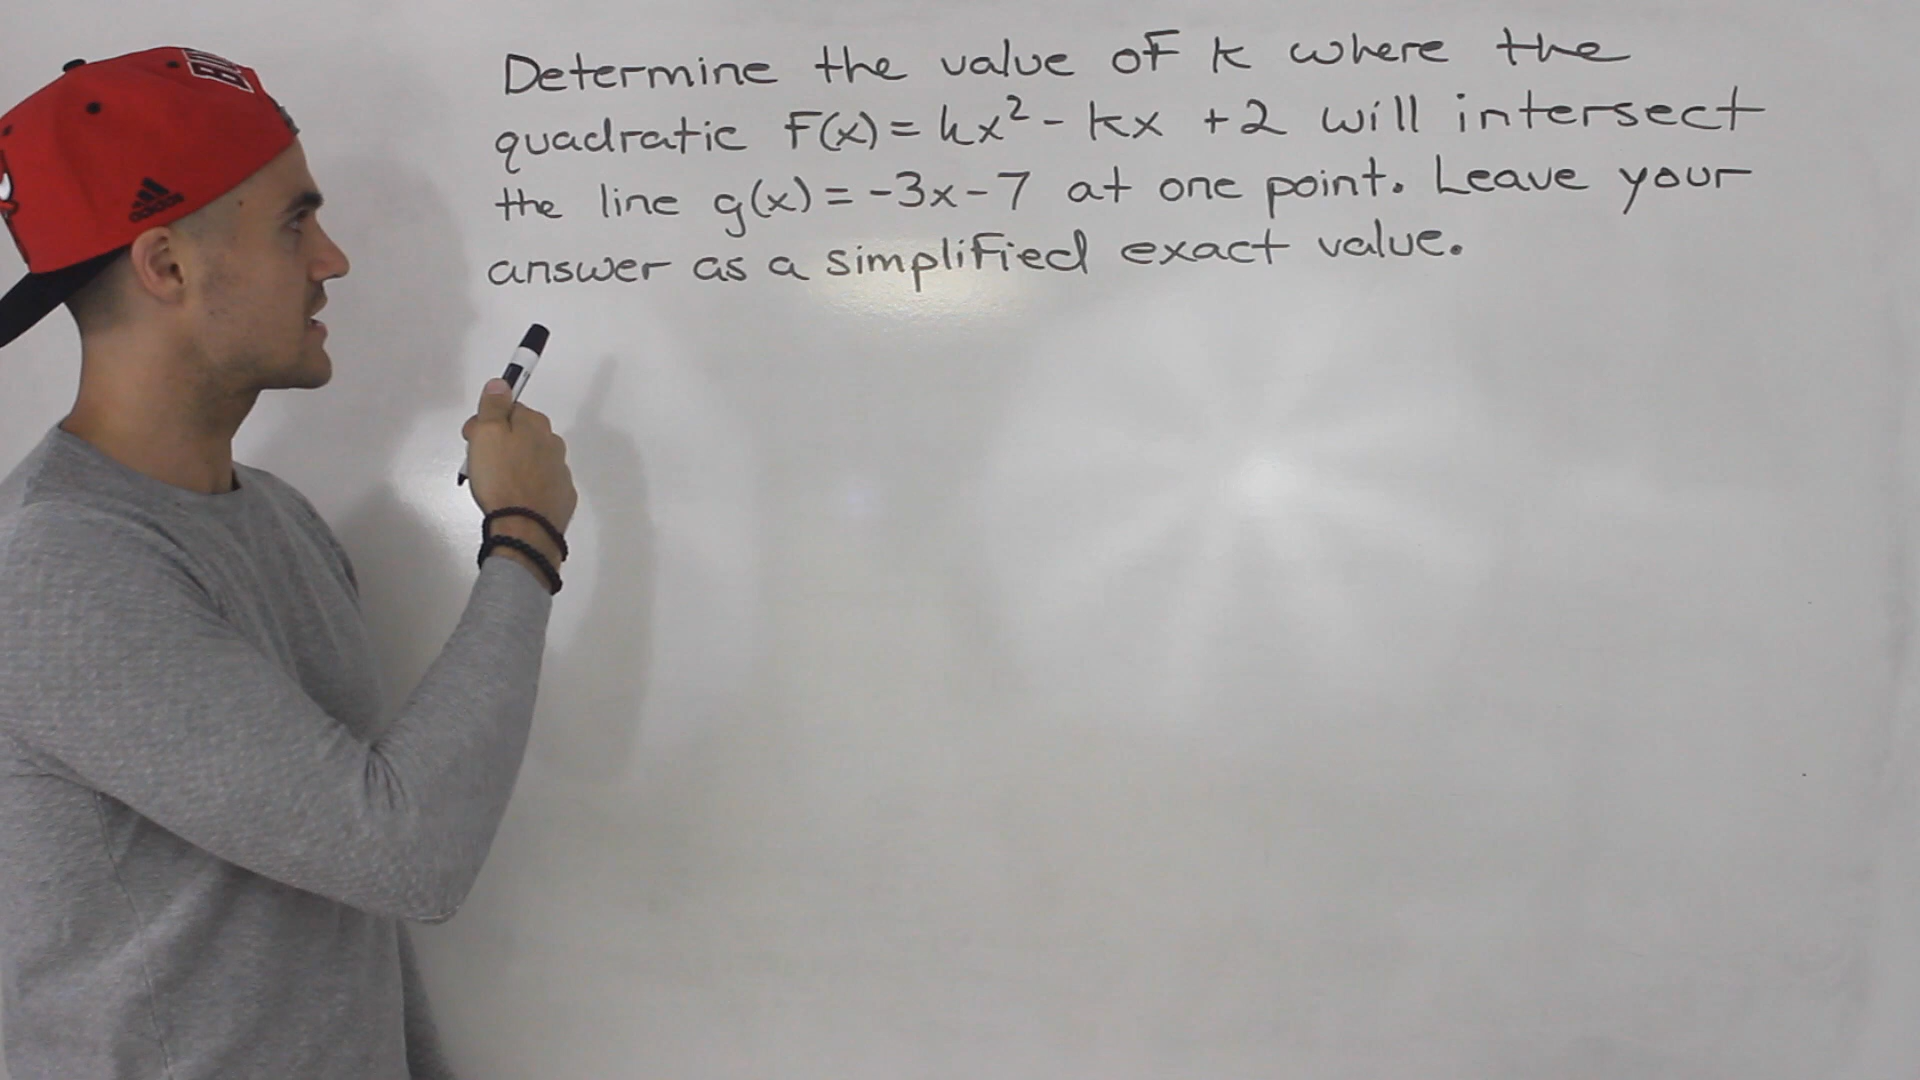 Determine the value of k where the
quadratic F(x) = kx² - kx + 2 will intersect
the line g(x) = -3x - 7 at one point. Leave your
answer as a simplified exact value.
adidas